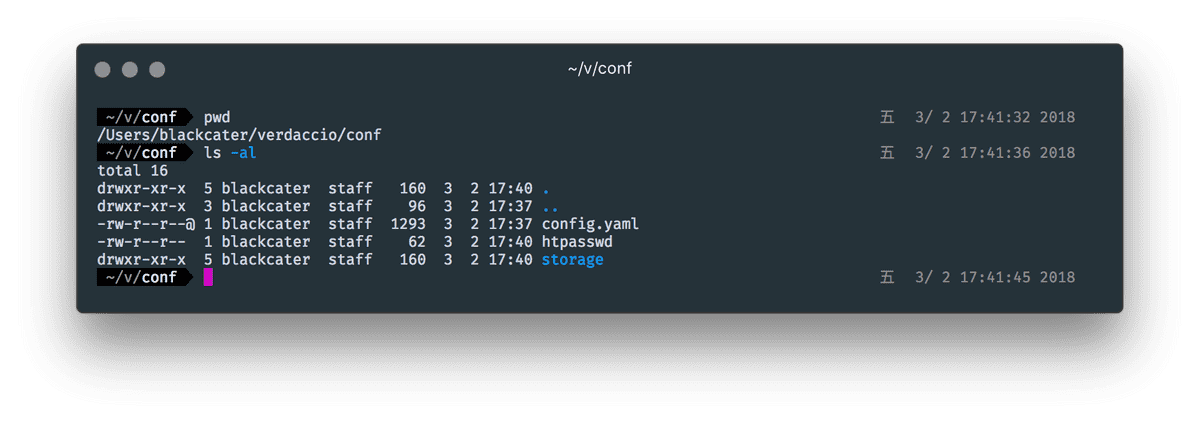 ~/v/conf
~/v/conf pwd 五 3/ 2 17:41:32 2018
/Users/blackcater/verdaccio/conf
~/v/conf ls -al 五 3/ 2 17:41:36 2018
total 16
drwxr-xr-x 5 blackcater staff 160 3 2 17:40 .
drwxr-xr-x 3 blackcater staff 96 3 2 17:37 ..
-rw-r--r--@ 1 blackcater staff 1293 3 2 17:37 config.yaml
-rw-r--r-- 1 blackcater staff 62 3 2 17:40 htpasswd
drwxr-xr-x 5 blackcater staff 160 3 2 17:40 storage
~/v/conf 五 3/ 2 17:41:45 2018